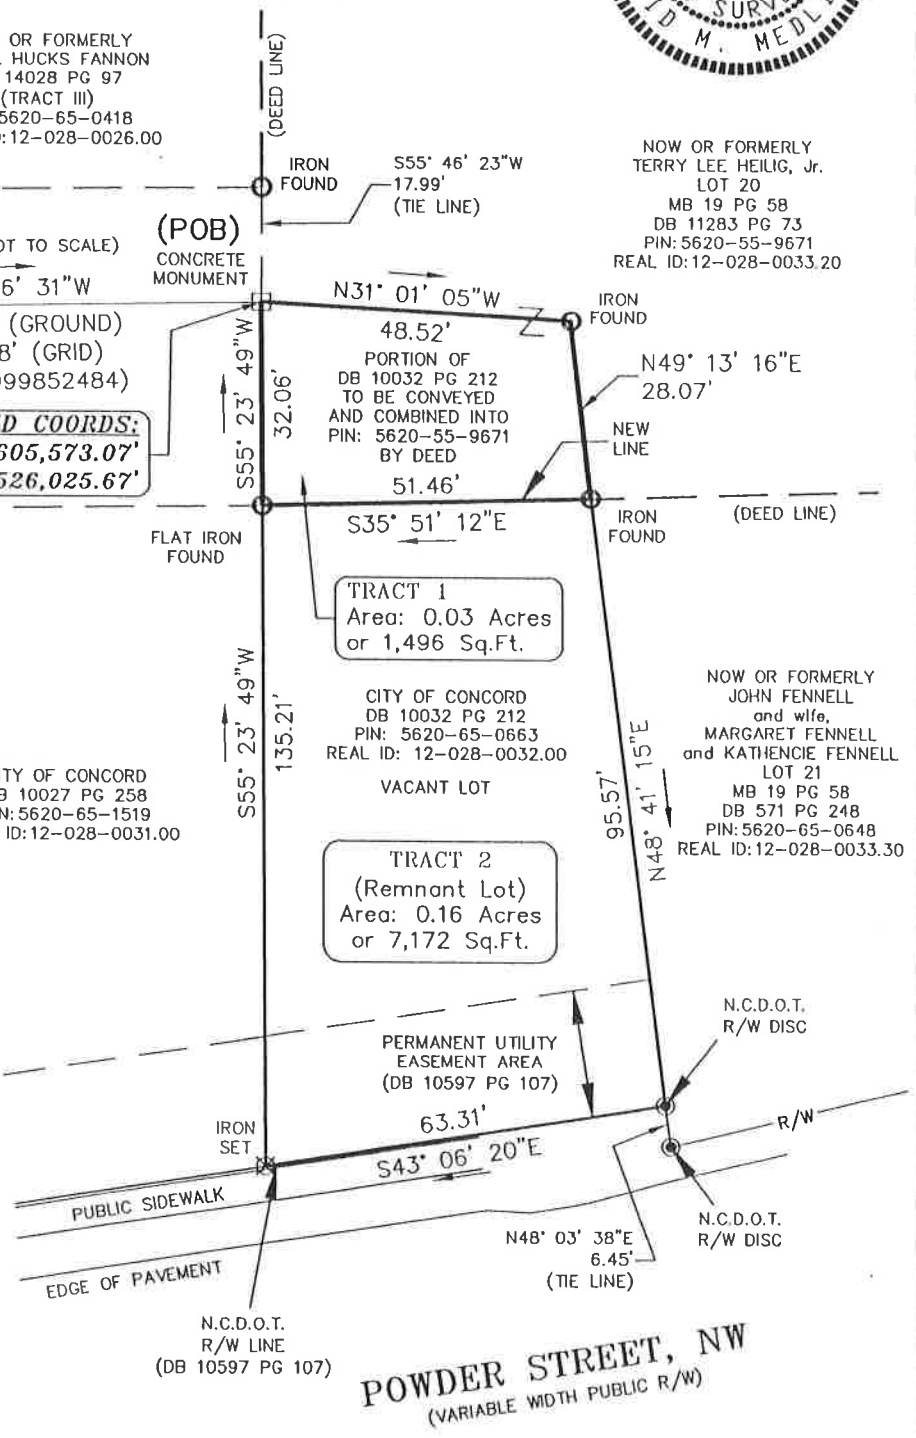 SURVE
ID M. MEDL
OR FORMERLY
HUCKS FANNON
14028 PG 97
(TRACT III)
5620-65-0418
:12-028-0026.00
(DEED LINE)
IRON
FOUND
S55° 46' 23"W
17.99'
(TIE LINE)
NOW OR FORMERLY
TERRY LEE HEILIG, Jr.
LOT 20
MB 19 PG 58
DB 11283 PG 73
PIN: 5620-55-9671
REAL ID: 12-028-0033.20
(POB)
CONCRETE
MONUMENT
OT TO SCALE)
6' 31"W
(GROUND)
8' (GRID)
99852484)
D COORDS:
605,573.07'
526,025.67'
N31° 01' 05"W
48.52'
IRON
FOUND
S55° 23' 49"W
32.06'
PORTION OF
DB 10032 PG 212
TO BE CONVEYED
AND COMBINED INTO
PIN: 5620-55-9671
BY DEED
N49° 13' 16"E
28.07'
NEW
LINE
51.46'
S35° 51' 12"E
FLAT IRON
FOUND
IRON
FOUND
(DEED LINE)
TRACT 1
Area: 0.03 Acres
or 1,496 Sq.Ft.
S55° 23' 49"W
135.21'
CITY OF CONCORD
DB 10032 PG 212
PIN: 5620-65-0663
REAL ID: 12-028-0032.00
VACANT LOT
NOW OR FORMERLY
JOHN FENNELL
and wife,
MARGARET FENNELL
and KATHENCIE FENNELL
LOT 21
MB 19 PG 58
DB 571 PG 248
PIN: 5620-65-0648
REAL ID: 12-028-0033.30
95.57'
N48° 41' 15"E
TY OF CONCORD
B 10027 PG 258
N: 5620-65-1519
ID: 12-028-0031.00
TRACT 2
(Remnant Lot)
Area: 0.16 Acres
or 7,172 Sq.Ft.
N.C.D.O.T.
R/W DISC
PERMANENT UTILITY
EASEMENT AREA
(DB 10597 PG 107)
63.31'
S43° 06' 20"E
IRON
SET
R/W
PUBLIC SIDEWALK
N.C.D.O.T.
R/W DISC
N48° 03' 38"E
6.45'
(TIE LINE)
EDGE OF PAVEMENT
N.C.D.O.T.
R/W LINE
(DB 10597 PG 107)
POWDER STREET, NW
(VARIABLE WIDTH PUBLIC R/W)